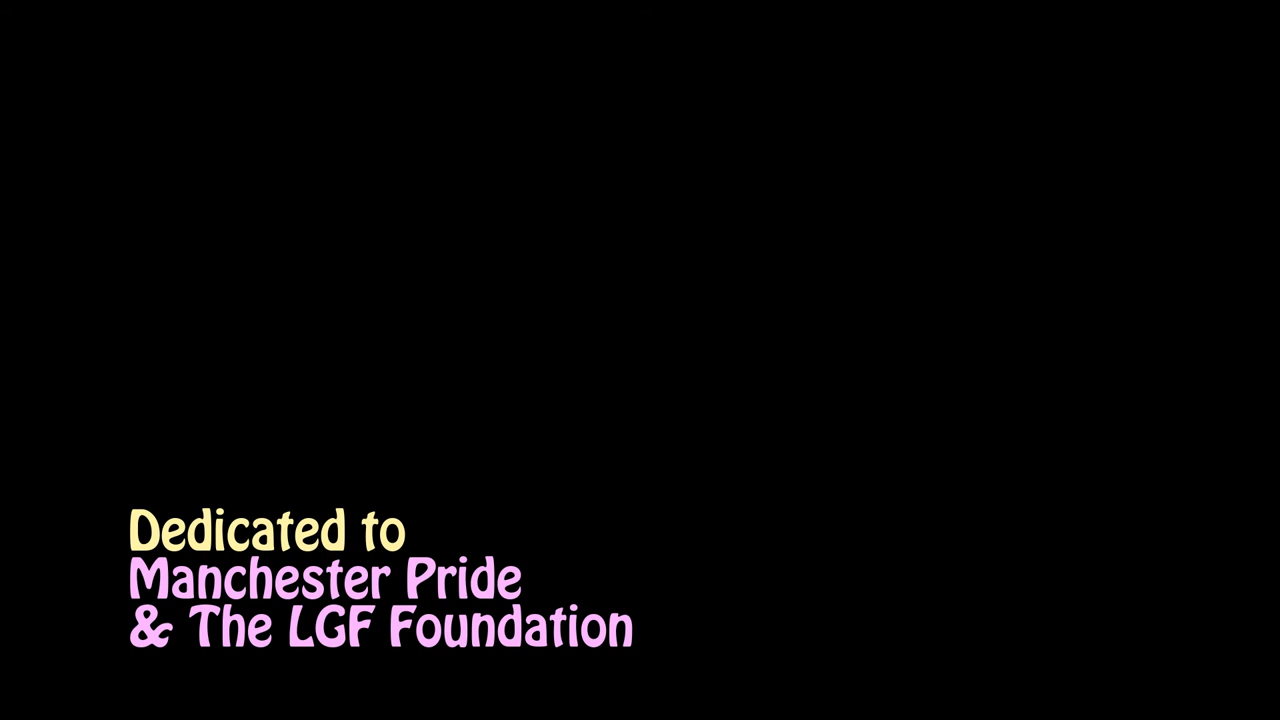 Dedicated to
Manchester Pride
& The LGF Foundation